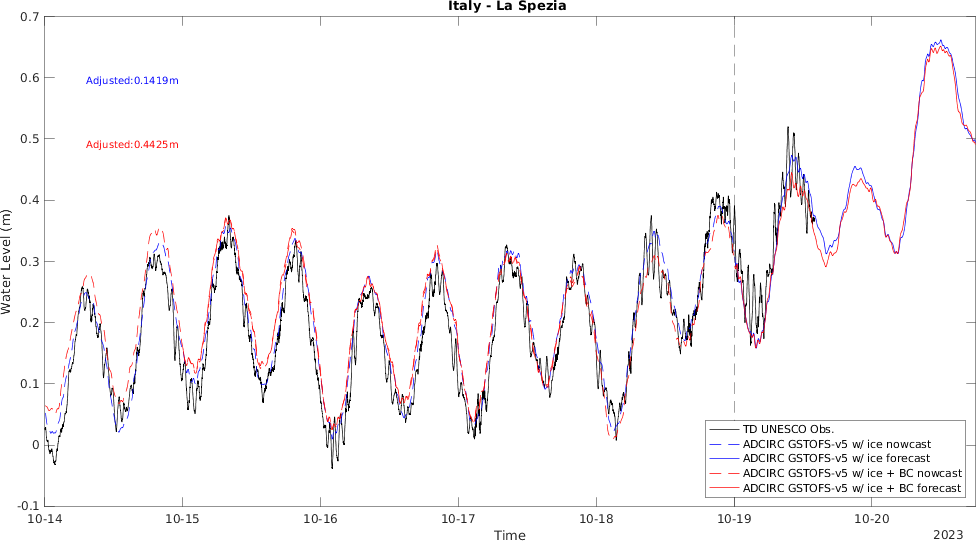 Italy - La Spezia
0.7
0.6
0.5
0.4
0.3
0.2
0.1
0
-0.1
Water Level (m)
Adjusted:0.1419m
Adjusted:0.4425m
TD UNESCO Obs.
ADCIRC GSTOFS-v5 w/ ice nowcast
ADCIRC GSTOFS-v5 w/ ice forecast
ADCIRC GSTOFS-v5 w/ ice + BC nowcast
ADCIRC GSTOFS-v5 w/ ice + BC forecast
10-14 10-15 10-16 10-17 10-18 10-19 10-20
Time
2023